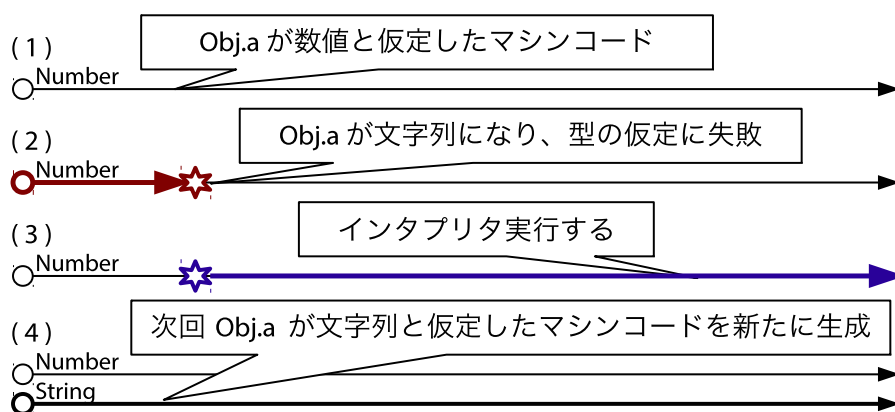 (1)
Obj.a が数値と仮定したマシンコード
Number
(2)
Obj.a が文字列になり、型の仮定に失敗
Number
(3)
インタプリタ実行する
Number
(4)
次回 Obj.a が文字列と仮定したマシンコードを新たに生成
Number
String